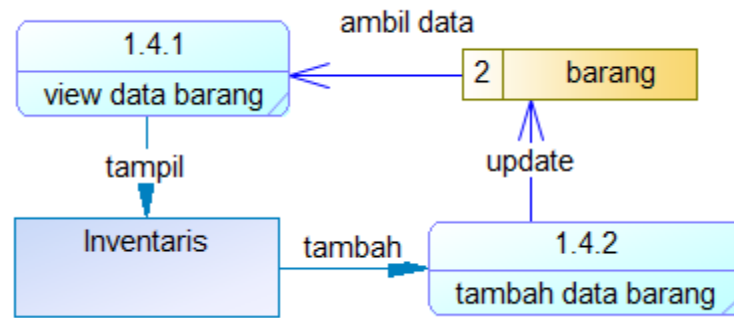 ambil data
1.4.1
view data barang
2 barang
tampil
update
Inventaris
tambah
1.4.2
tambah data barang